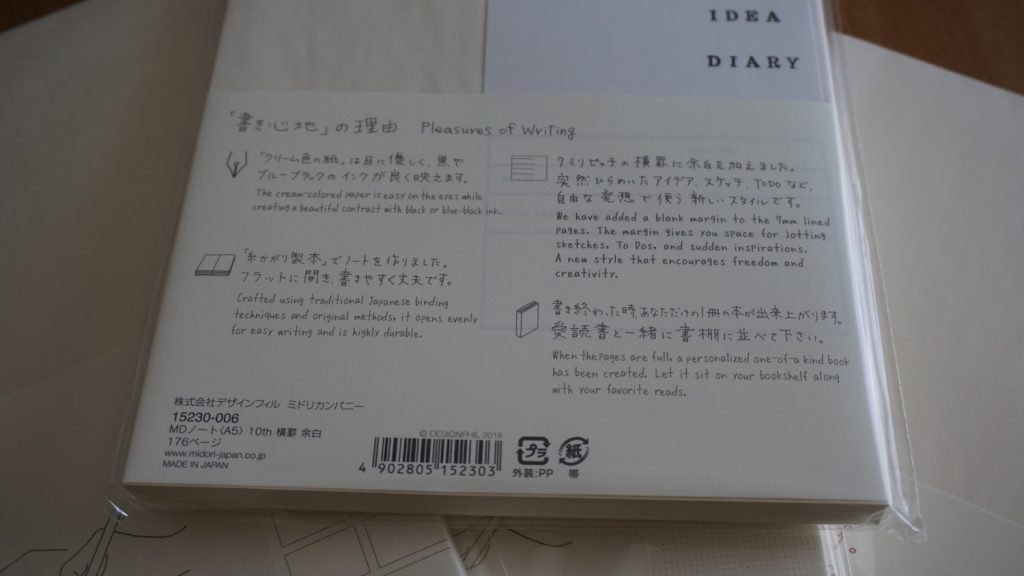 IDEA
DIARY
「書き心地」の理由 Pleasures of Writing
「クリーム色の紙」は目に優しく、黒や
ブルーブラックのインクが良く映えます。
The cream-colored paper is easy on the eyes while
creating a beautiful contrast with black or blue-black ink.
「糸かがり製本」でノートを作りました。
フラットに開き、書きやすく丈夫です。
Crafted using traditional Japanese binding
techniques and original methods, it opens evenly
for easy writing and is highly durable.
7ミリピッチの横罫に余白を加えました。
突然ひらめいたアイデア、スケッチ、TODOなど、
自由な発想で使う新しいスタイルです。
We have added a blank margin to the 7mm lined
pages. The margin gives you space for jotting
sketches, To Dos, and sudden inspirations.
A new style that encourages freedom and
creativity.
書き終わった時、あなただけの1冊の本が出来上がります。
愛読書と一緒に書棚に並べて下さい。
When the pages are full, a personalized one-of-a kind book
has been created. Let it sit on your bookshelf along
with your favorite reads.
株式会社デザインフィル ミドリカンパニー
15230-006
MDノート〈A5〉 10th 横罫 余白
176ページ
www.midori-japan.co.jp
MADE IN JAPAN
© DESIGNPHIL 2018
4 902805 152303
プラ
外装:PP
紙
帯